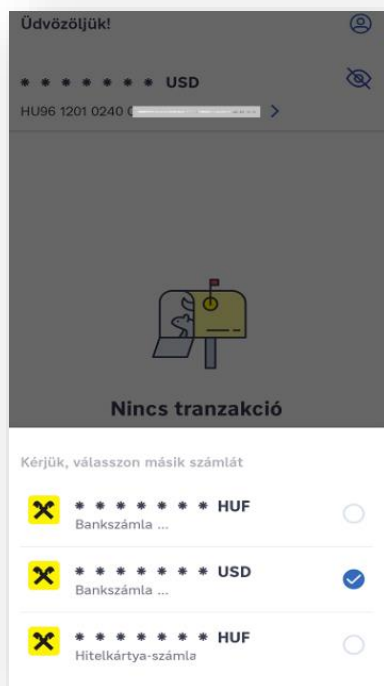 Üdvözöljük!
* * * * * * * USD
HU96 1201 0240
Nincs tranzakció
Kérjük, válasszon másik számlát
* * * * * * * HUF
Bankszámla ...
* * * * * * * USD
Bankszámla ...
* * * * * * * HUF
Hitelkártya-számla